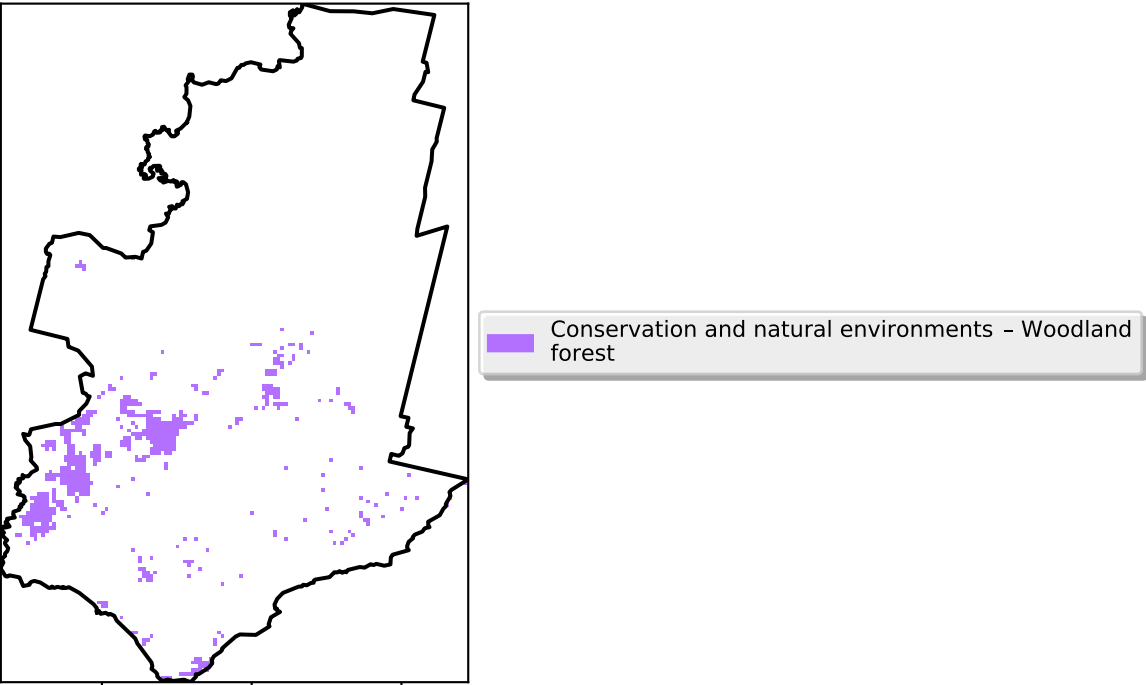 Conservation and natural environments – Woodland
forest